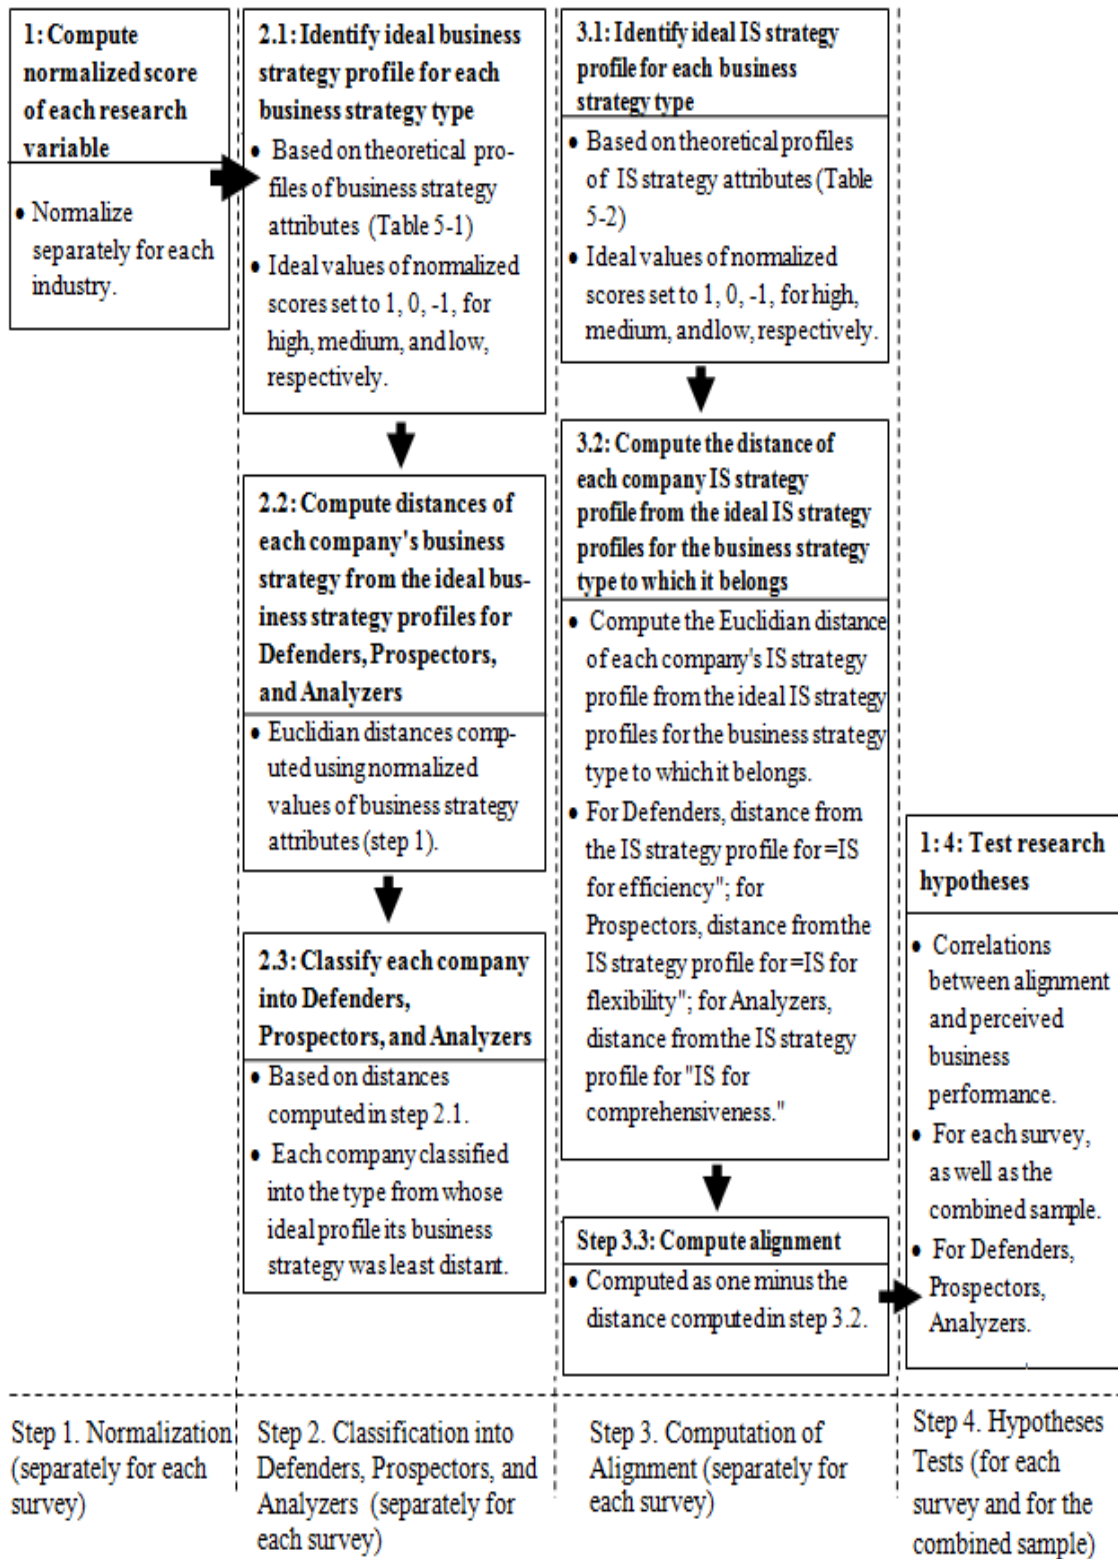 1: Compute
normalized score
of each research
variable
• Normalize
separately for each
industry.
2.1: Identify ideal business
strategy profile for each
business strategy type
• Based on theoretical pro-
files of business strategy
attributes (Table 5-1)
• Ideal values of normalized
scores set to 1, 0, -1, for
high, medium, and low,
respectively.
2.2: Compute distances of
each company's business
strategy from the ideal bus-
iness strategy profiles for
Defenders, Prospectors,
and Analyzers
• Euclidian distances comp-
uted using normalized
values of business strategy
attributes (step 1).
2.3: Classify each company
into Defenders,
Prospectors, and Analyzers
• Based on distances
computed in step 2.1.
• Each company classified
into the type from whose
ideal profile its business
strategy was least distant.
3.1: Identify ideal IS strategy
profile for each business
strategy type
• Based on theoretical profiles
of IS strategy attributes (Table
5-2)
• Ideal values of normalized
scores set to 1, 0, -1, for high,
medium, and low, respectively.
3.2: Compute the distance of
each company IS strategy
profile from the ideal IS strategy
profiles for the business strategy
type to which it belongs
• Compute the Euclidian distance
of each company's IS strategy
profile from the ideal IS strategy
profiles for the business strategy
type to which it belongs.
• For Defenders, distance from
the IS strategy profile for =IS
for efficiency"; for
Prospectors, distance from the
IS strategy profile for =IS for
flexibility"; for Analyzers,
distance from the IS strategy
profile for "IS for
comprehensiveness."
Step 3.3: Compute alignment
• Computed as one minus the
distance computed in step 3.2.
1: 4: Test research
hypotheses
• Correlations
between alignment
and perceived
business
performance.
• For each survey,
as well as the
combined sample.
• For Defenders,
Prospectors,
Analyzers.
Step 1. Normalization
(separately for each
survey)
Step 2. Classification into
Defenders, Prospectors, and
Analyzers (separately for
each survey)
Step 3. Computation of
Alignment (separately for
each survey)
Step 4. Hypotheses
Tests (for each
survey and for the
combined sample)